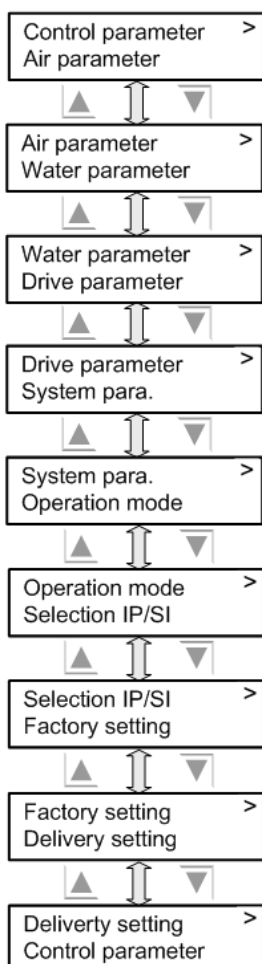 Control parameter >
Air parameter
Air parameter >
Water parameter
Water parameter >
Drive parameter
Drive parameter >
System para.
System para. >
Operation mode
Operation mode >
Selection IP/SI
Selection IP/SI >
Factory setting
Factory setting >
Delivery setting
Deliverty setting >
Control parameter